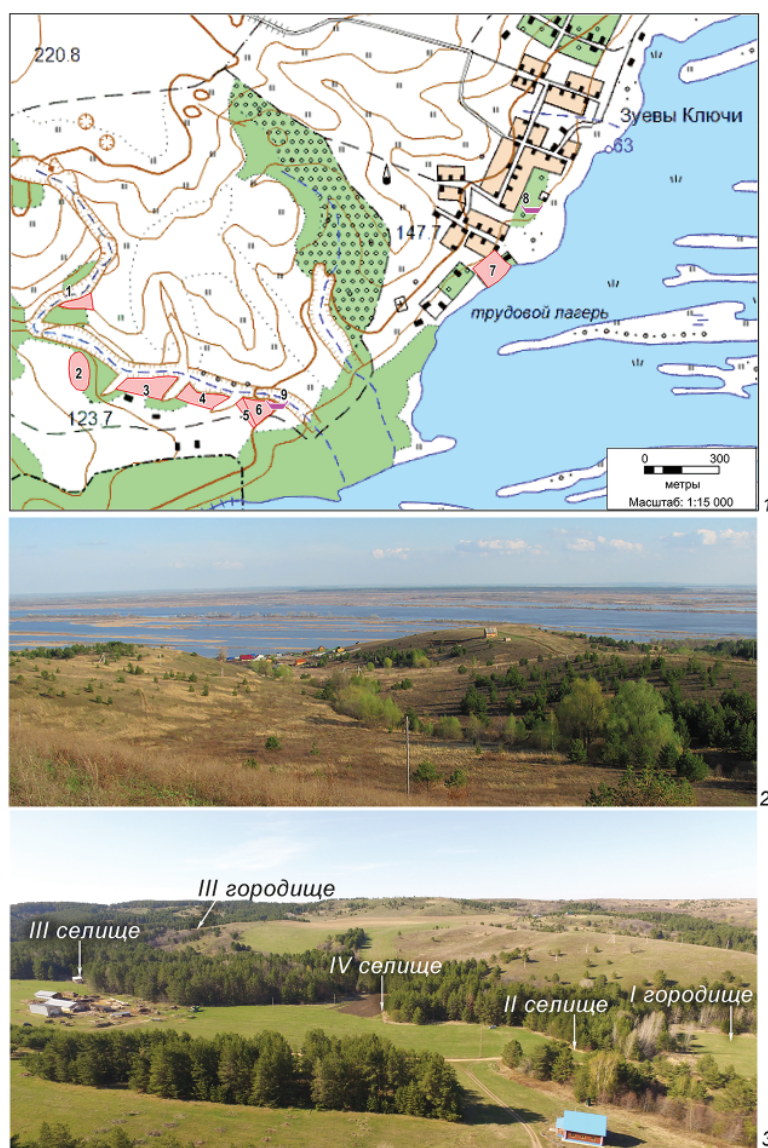 220.8
Зуевы Ключи
63
8
147.7
7
1
трудовой лагерь
2
3
4
9
5
6
123.7
0 300
метры
Масштаб: 1:15 000
1
2
III городище
III селище
IV селище
II селище
I городище
3